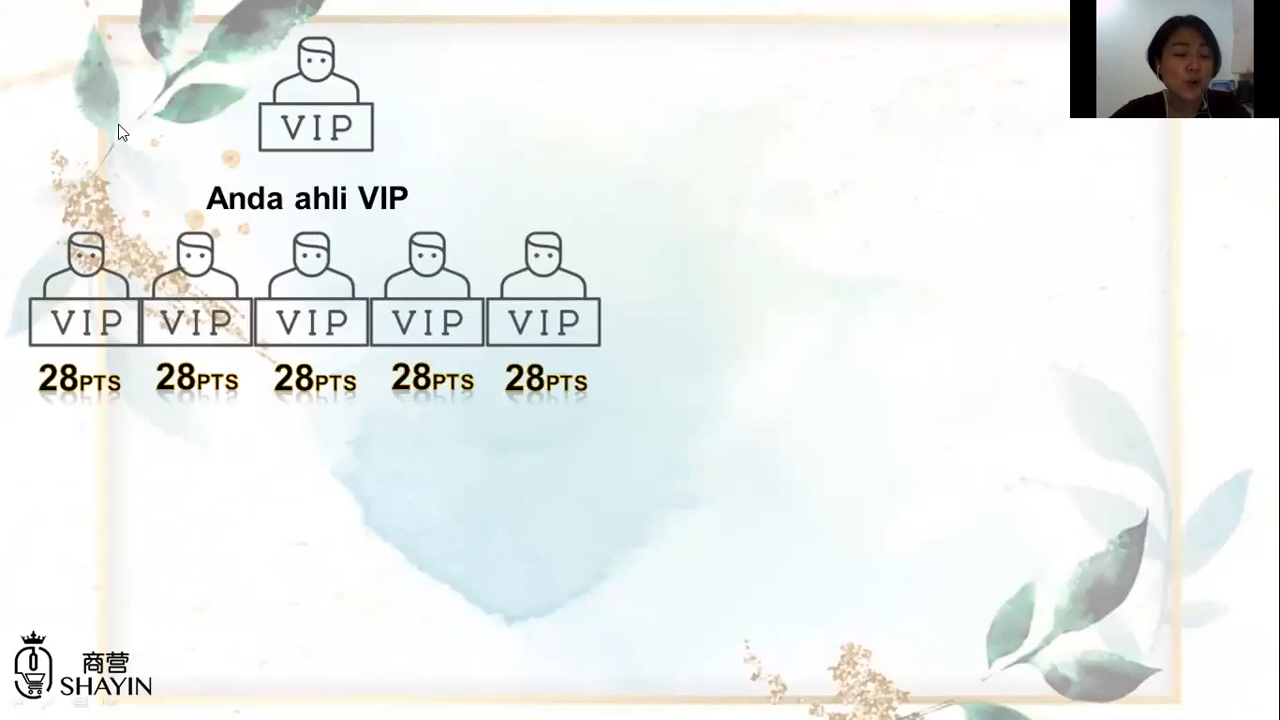 VIP
Anda ahli VIP
VIP VIP VIP VIP VIP
28PTS 28PTS 28PTS 28PTS 28PTS
商营
SHAYIN